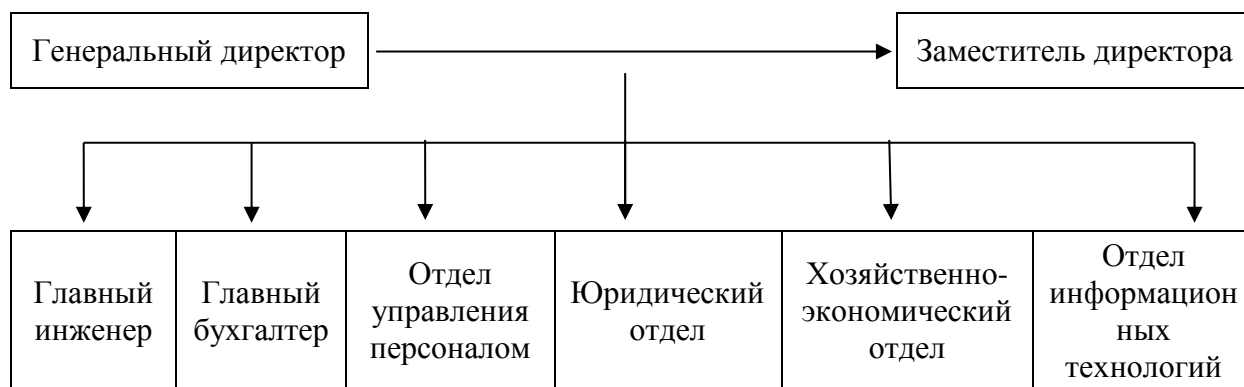 Генеральный директор
Заместитель директора
Главный
инженер
Главный
бухгалтер
Отдел
управления
персоналом
Юридический
отдел
Хозяйственно-
экономический
отдел
Отдел
информацион
ных
технологий